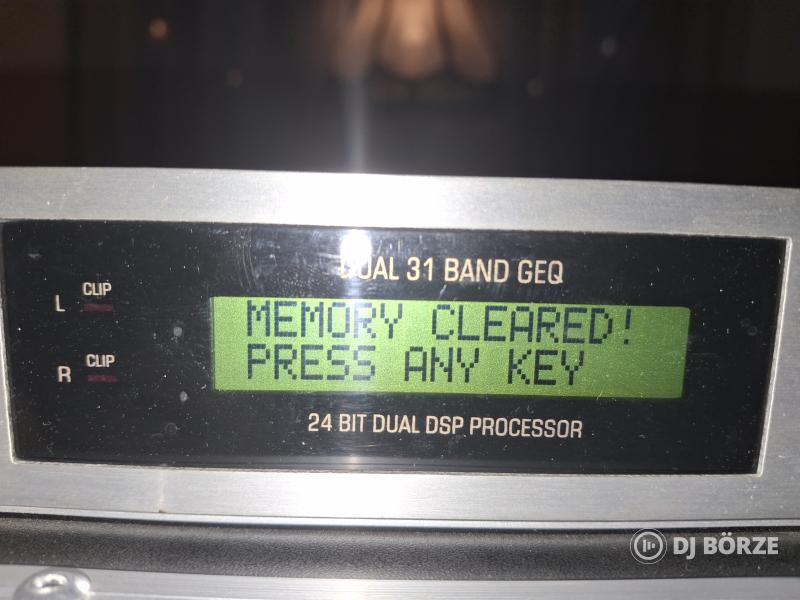 DUAL 31 BAND GEQ
CLIP
L
MEMORY CLEARED!
CLIP
R
PRESS ANY KEY
24 BIT DUAL DSP PROCESSOR
DJ BÖRZE